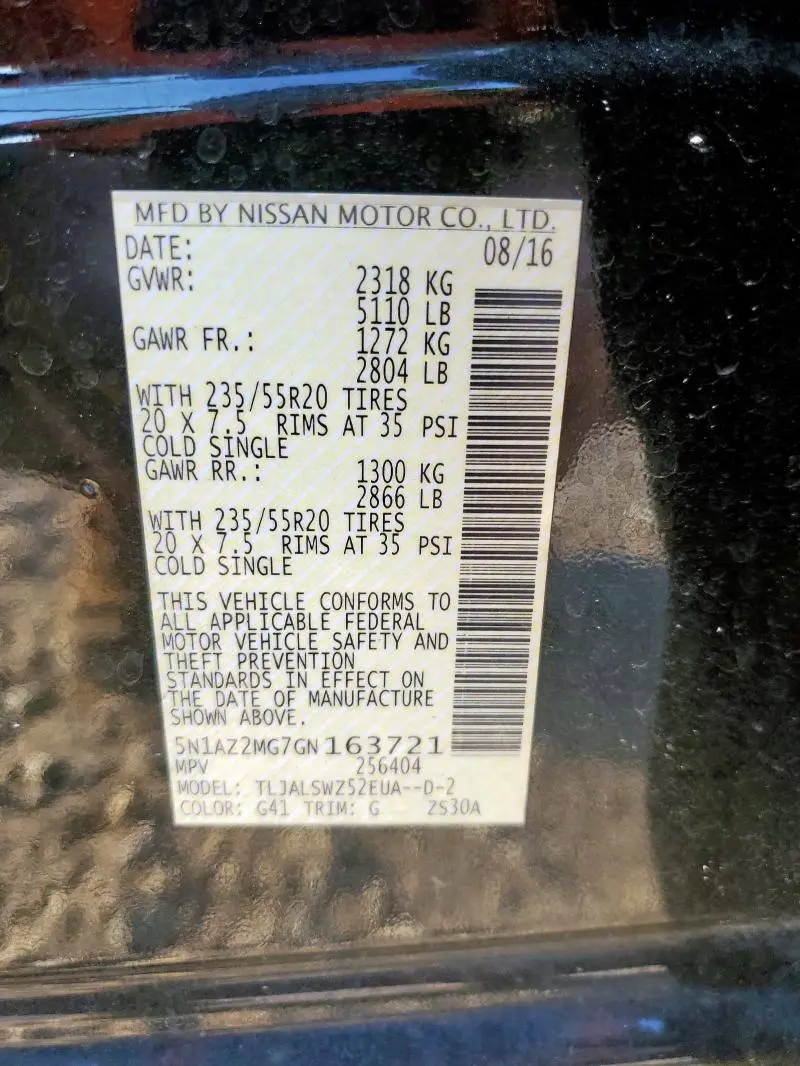 MFD BY NISSAN MOTOR CO., LTD.
DATE: 08/16
GVWR: 2318 KG
5110 LB
GAWR FR.: 1272 KG
2804 LB
WITH 235/55R20 TIRES
20 X 7.5 RIMS AT 35 PSI
COLD SINGLE
GAWR RR.: 1300 KG
2866 LB
WITH 235/55R20 TIRES
20 X 7.5 RIMS AT 35 PSI
COLD SINGLE
THIS VEHICLE CONFORMS TO
ALL APPLICABLE FEDERAL
MOTOR VEHICLE SAFETY AND
THEFT PREVENTION
STANDARDS IN EFFECT ON
THE DATE OF MANUFACTURE
SHOWN ABOVE.
5N1AZ2MG7GN163721
MPV 256404
MODEL: TLJALSWZ52EUA--D-2
COLOR: G41 TRIM: G ZS30A